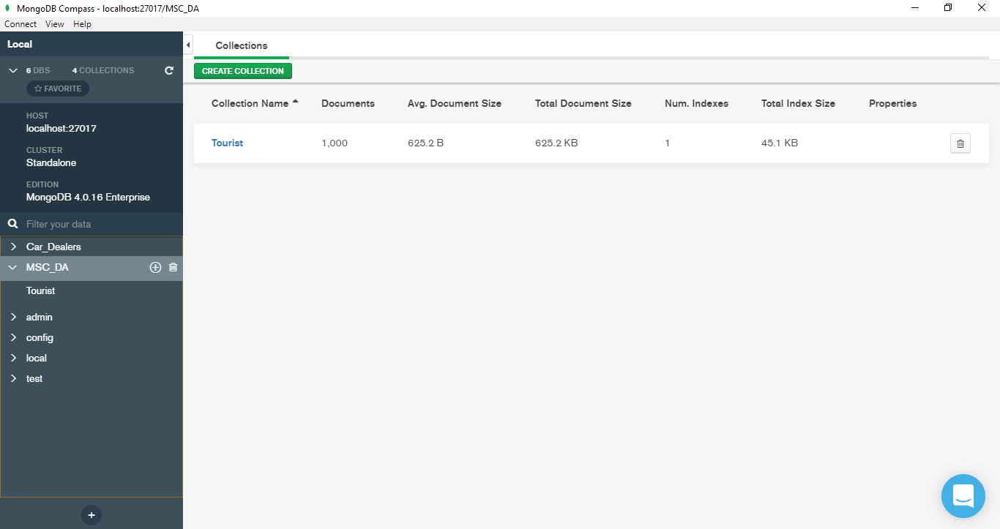 MongoDB Compass - localhost:27017/MSC_DA
Connect View Help
Local
6 DBS 4 COLLECTIONS
FAVORITE
HOST
localhost:27017
CLUSTER
Standalone
EDITION
MongoDB 4.0.16 Enterprise
Filter your data
Car_Dealers
MSC_DA
Tourist
admin
config
local
test
Collections
CREATE COLLECTION
Collection Name Documents Avg. Document Size Total Document Size Num. Indexes Total Index Size Properties
Tourist 1,000 625.2 B 625.2 KB 1 45.1 KB